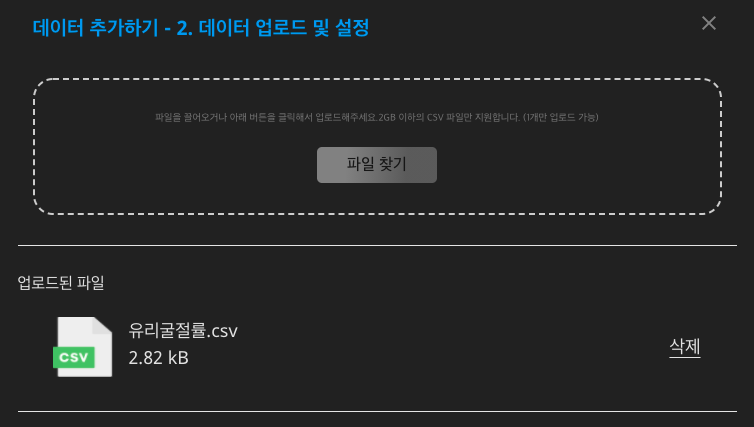 데이터 추가하기 - 2. 데이터 업로드 및 설정
파일을 끌어오거나 아래 버튼을 클릭해서 업로드해주세요.2GB 이하의 CSV 파일만 지원합니다. (1개만 업로드 가능)
파일 찾기
업로드된 파일
CSV
유리굴절률.csv
2.82 kB
삭제